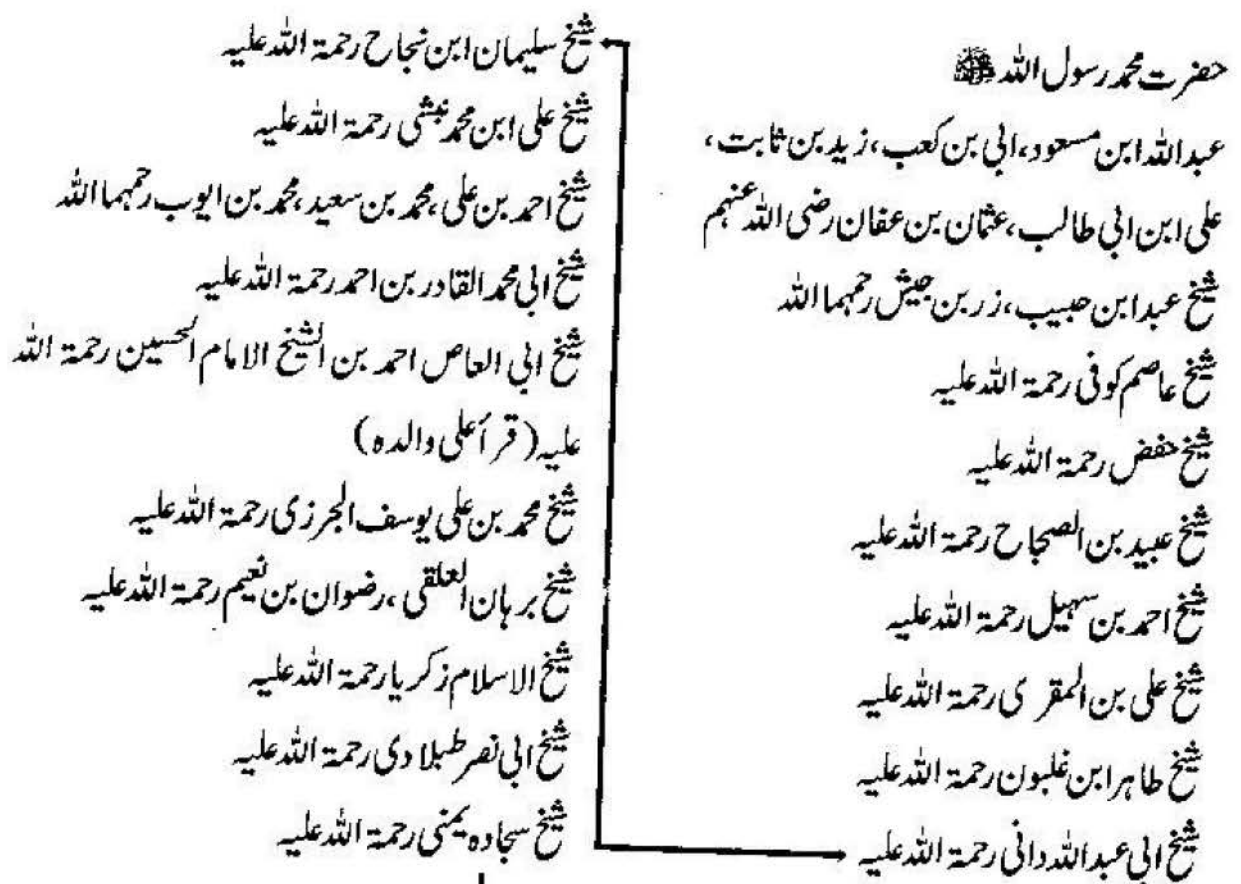 حضرت محمد رسول اللہ ﷺ
عبداللہ ابن مسعود، ابی بن کعب، زید بن ثابت،
علی ابن ابی طالب، عثمان بن عفان رضی اللہ عنہم
شیخ عبدا بن حبیب، زر بن حبیش رحمہما اللہ
شیخ عاصم کوفی رحمۃ اللہ علیہ
شیخ حفض رحمۃ اللہ علیہ
شیخ عبید بن الصجاح رحمۃ اللہ علیہ
شیخ احمد بن سہیل رحمۃ اللہ علیہ
شیخ علی بن المقری رحمۃ اللہ علیہ
شیخ طاہر ابن غلبون رحمۃ اللہ علیہ
شیخ ابی عبداللہ دانی رحمۃ اللہ علیہ
شیخ سلیمان ابن نجاح رحمۃ اللہ علیہ
شیخ علی ابن محمد رحمۃ اللہ علیہ
شیخ احمد بن علی، محمد بن سعید، محمد بن ایوب رحمہما اللہ
شیخ ابی محمد القادر بن احمد رحمۃ اللہ علیہ
شیخ ابی العاص احمد بن الشیخ الامام الحسین رحمۃ اللہ
علیہ (قرأ علی والدہ)
شیخ محمد بن علی یوسف الجرزی رحمۃ اللہ علیہ
شیخ برہان العلقی، رضوان بن نعیم رحمۃ اللہ علیہ
شیخ الاسلام زکریا رحمۃ اللہ علیہ
شیخ ابی نصر طبلادی رحمۃ اللہ علیہ
شیخ سجادہ یمنی رحمۃ اللہ علیہ